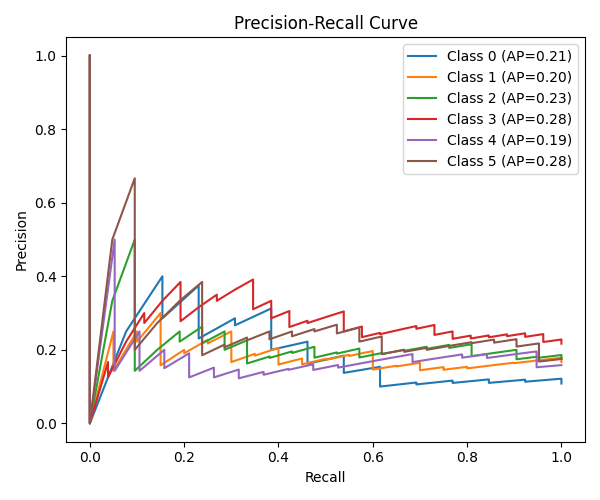 Precision-Recall Curve
Class 0 (AP=0.21)
Class 1 (AP=0.20)
Class 2 (AP=0.23)
Class 3 (AP=0.28)
Class 4 (AP=0.19)
Class 5 (AP=0.28)
Precision
1.0
0.8
0.6
0.4
0.2
0.0
0.0 0.2 0.4 0.6 0.8 1.0
Recall